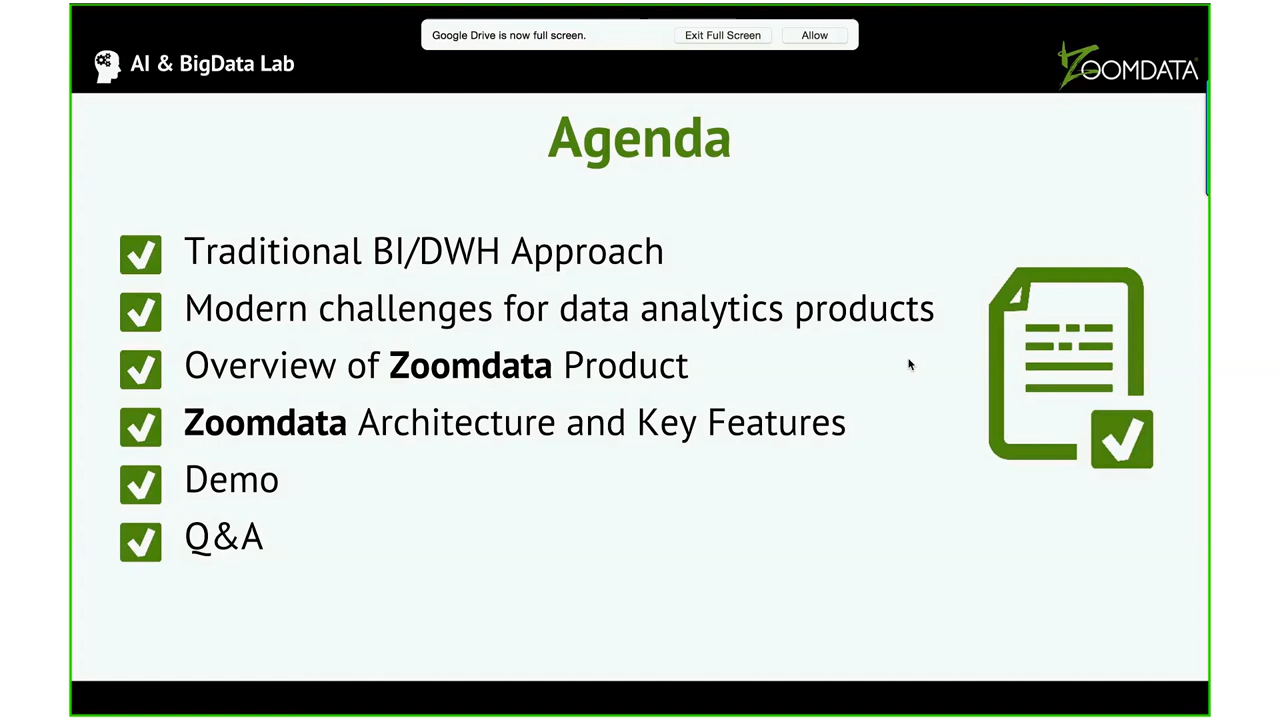 Google Drive is now full screen. Exit Full Screen Allow
AI & BigData Lab
ZOOMDATA
Agenda
Traditional BI/DWH Approach
Modern challenges for data analytics products
Overview of Zoomdata Product
Zoomdata Architecture and Key Features
Demo
Q&A